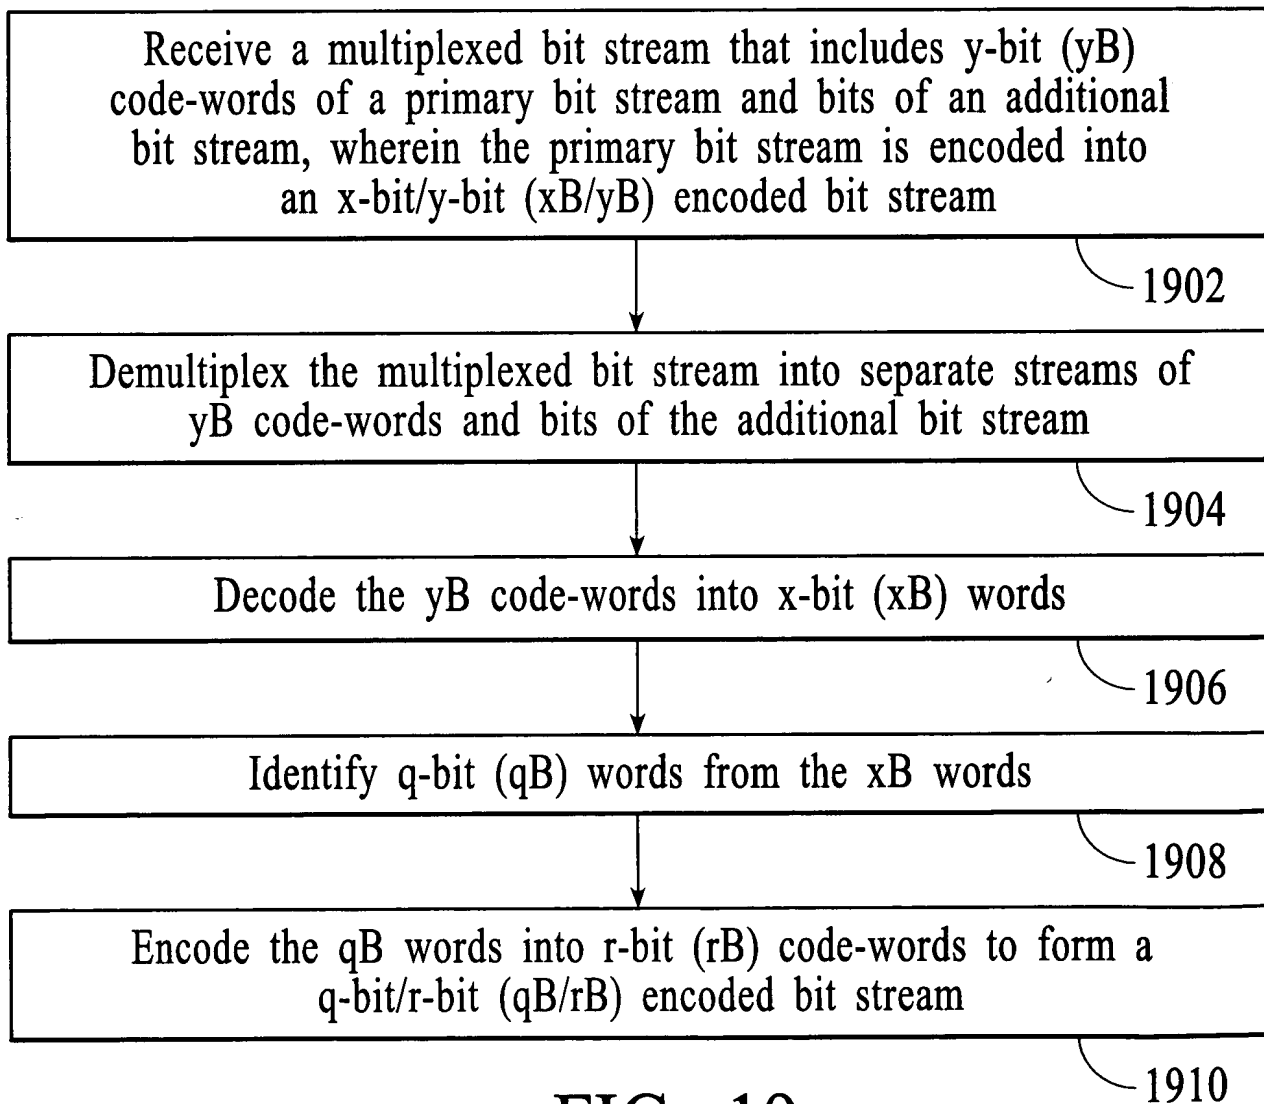 Receive a multiplexed bit stream that includes y-bit (yB)
code-words of a primary bit stream and bits of an additional
bit stream, wherein the primary bit stream is encoded into
an x-bit/y-bit (xB/yB) encoded bit stream
1902
Demultiplex the multiplexed bit stream into separate streams of
yB code-words and bits of the additional bit stream
1904
Decode the yB code-words into x-bit (xB) words
1906
Identify q-bit (qB) words from the xB words
1908
Encode the qB words into r-bit (rB) code-words to form a
q-bit/r-bit (qB/rB) encoded bit stream
1910
FIG. 19